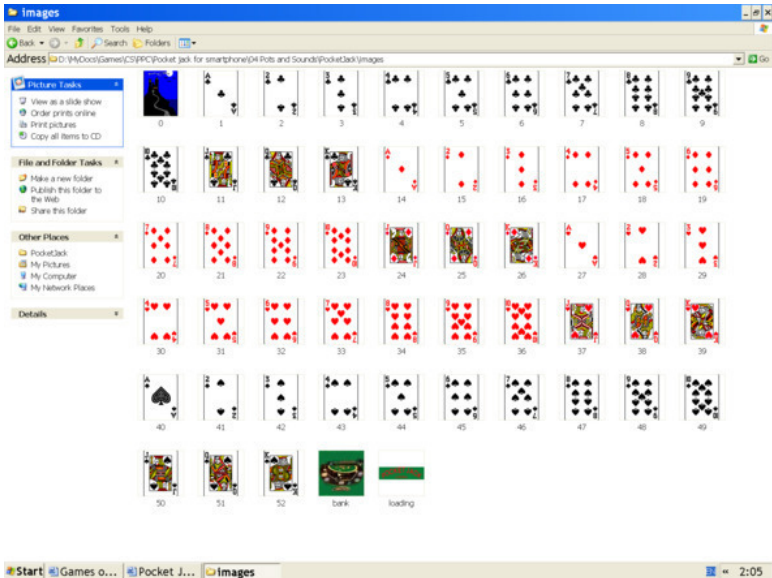 images
File Edit View Favorites Tools Help
Back Search Folders
Address D:\MyDocs\Games\CS\PPC\Pocket jack for smartphone\04 Pots and Sounds\PocketJack\images Go
Picture Tasks
View as a slide show
Order prints online
Print pictures
Copy all items to CD
File and Folder Tasks
Make a new folder
Publish this folder to
the Web
Share this folder
Other Places
PocketJack
My Pictures
My Computer
My Network Places
Details
0 1 2 3 4 5 6 7 8 9
10 11 12 13 14 15 16 17 18 19
20 21 22 23 24 25 26 27 28 29
30 31 32 33 34 35 36 37 38 39
40 41 42 43 44 45 46 47 48 49
50 51 52 bank loading
Start Games o... Pocket J... images 2:05